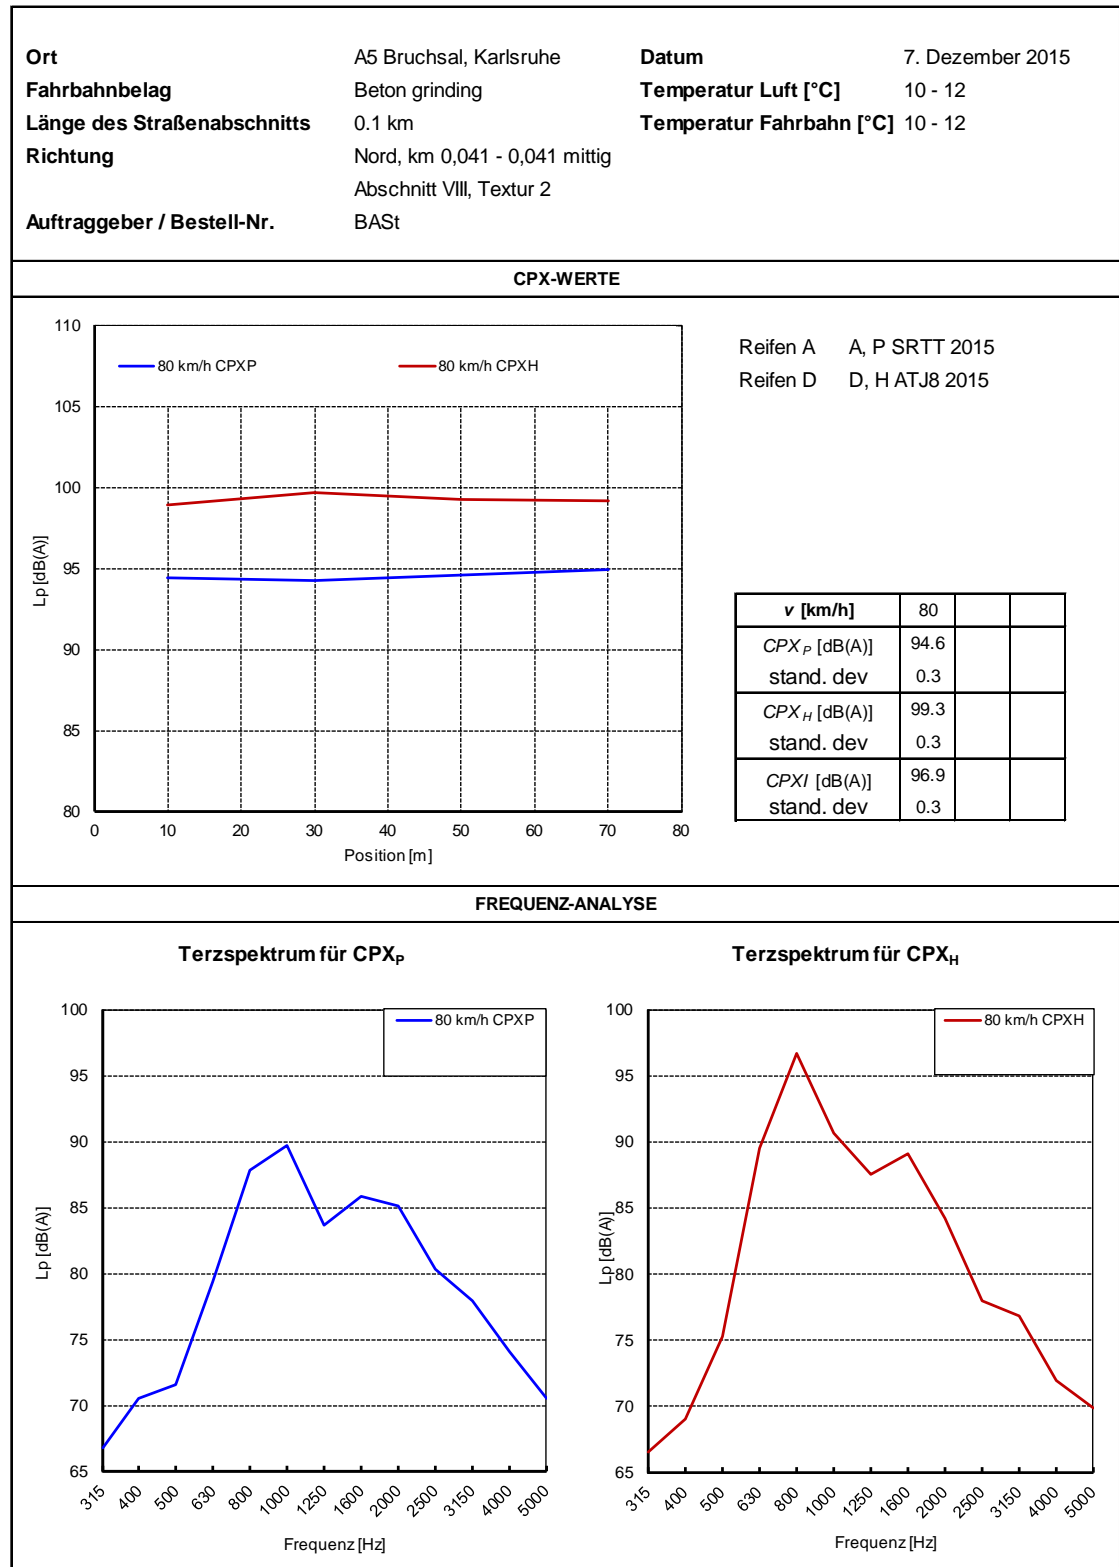 Ort A5 Bruchsal, Karlsruhe Datum 7. Dezember 2015
Fahrbahnbelag Beton grinding Temperatur Luft [°C] 10 - 12
Länge des Straßenabschnitts 0.1 km Temperatur Fahrbahn [°C] 10 - 12
Richtung Nord, km 0,041 - 0,041 mittig
Abschnitt VIII, Textur 2
Auftraggeber / Bestell-Nr. BASt
CPX-WERTE
110
105
100
95
90
85
80
Lp [dB(A)]
80 km/h CPXP 80 km/h CPXH
0 10 20 30 40 50 60 70 80
Position [m]
Reifen A A, P SRTT 2015
Reifen D D, H ATJ8 2015
v [km/h] 80
CPX P [dB(A)] 94.6
stand. dev 0.3
CPX H [dB(A)] 99.3
stand. dev 0.3
CPXI [dB(A)] 96.9
stand. dev 0.3
FREQUENZ-ANALYSE
Terzspektrum für CPXP
100
95
90
85
80
75
70
65
Lp [dB(A)]
80 km/h CPXP
315 400 500 630 800 1000 1250 1600 2000 2500 3150 4000 5000
Frequenz [Hz]
Terzspektrum für CPXH
100
95
90
85
80
75
70
65
Lp [dB(A)]
80 km/h CPXH
315 400 500 630 800 1000 1250 1600 2000 2500 3150 4000 5000
Frequenz [Hz]